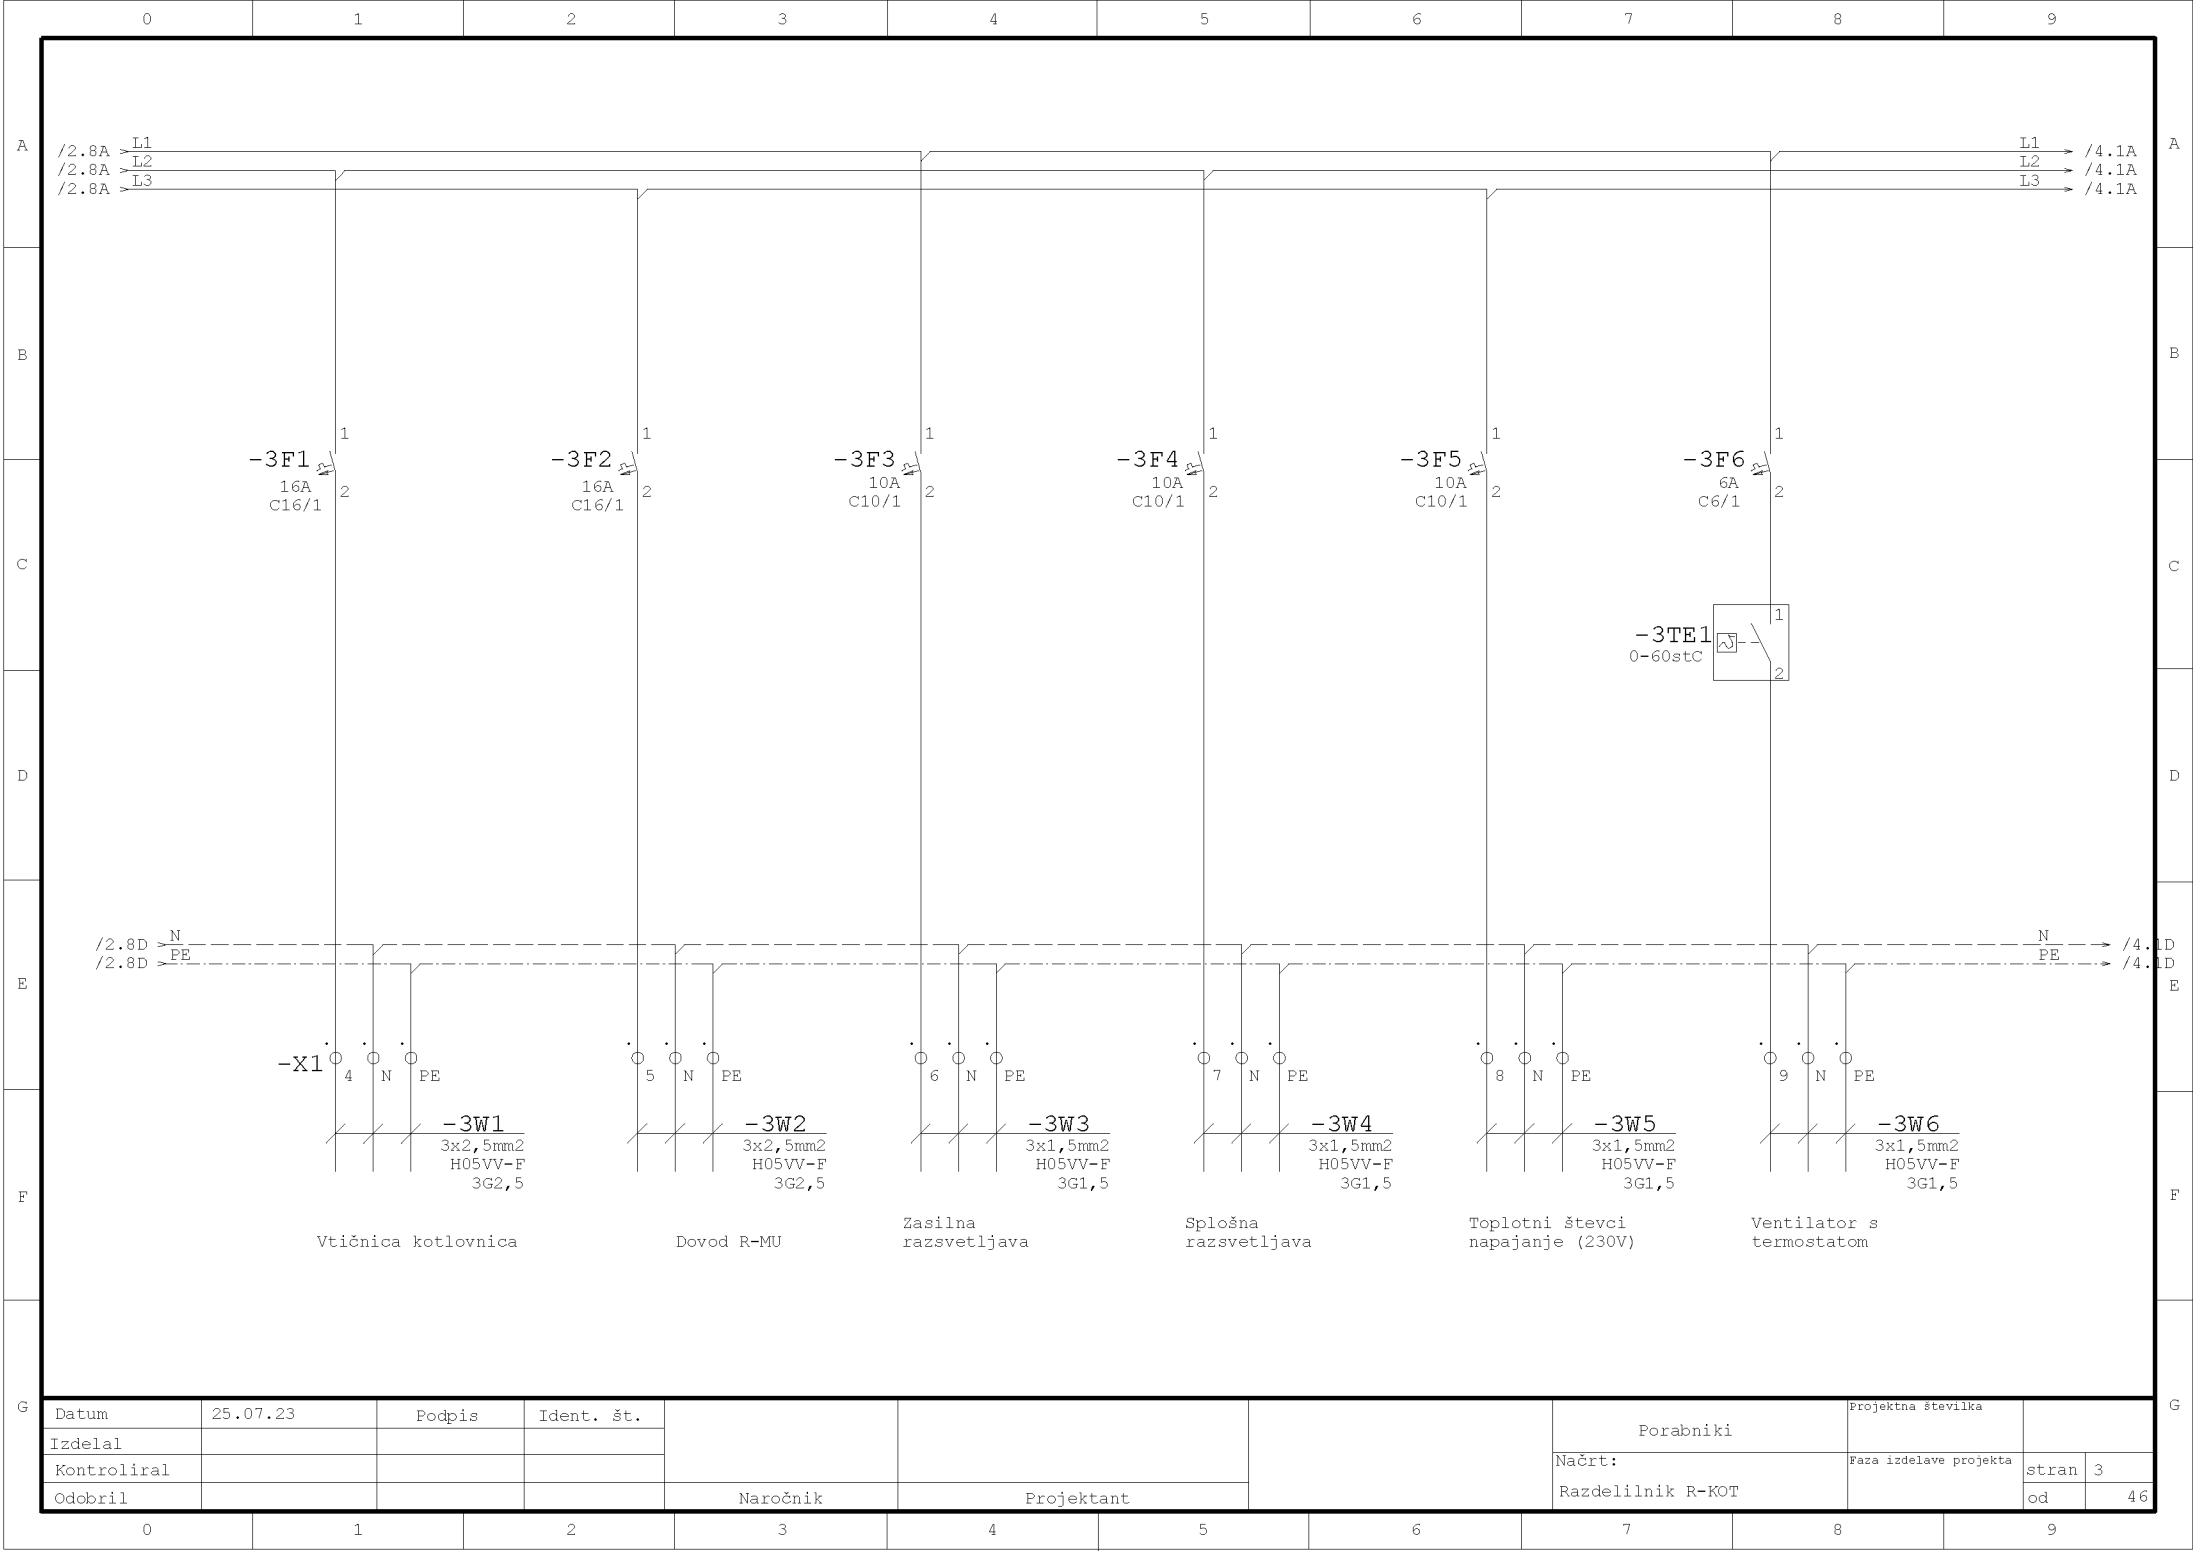 0 1 2 3 4 5 6 7 8 9
A A
/2.8A L1 L1 /4.1A
/2.8A L2 L2 /4.1A
/2.8A L3 L3 /4.1A
B B
1 1 1 1 1 1
-3F1 -3F2 -3F3 -3F4 -3F5 -3F6
16A 16A 10A 10A 10A 6A
2 2 2 2 2 2
C16/1 C16/1 C10/1 C10/1 C10/1 C6/1
C C
1
-3TE1
0-60stC
2
D D
/2.8D N N /4.1D
/2.8D PE PE /4.1D
E E
-X1 4 N PE 5 N PE 6 N PE 7 N PE 8 N PE 9 N PE
-3W1 -3W2 -3W3 -3W4 -3W5 -3W6
3x2,5mm2 3x2,5mm2 3x1,5mm2 3x1,5mm2 3x1,5mm2 3x1,5mm2
H05VV-F H05VV-F H05VV-F H05VV-F H05VV-F H05VV-F
3G2,5 3G2,5 3G1,5 3G1,5 3G1,5 3G1,5
F F
Vtičnica kotlovnica
Dovod R-MU
Zasilna
razsvetljava
Splošna
razsvetljava
Toplotni števci
napajanje (230V)
Ventilator s
termostatom
G G
Datum 25.07.23 Podpis Ident. št.
Izdelal
Kontroliral
Odobril
Naročnik
Projektant
Porabniki
Načrt:
Razdelilnik R-KOT
Projektna številka
Faza izdelave projekta
stran 3
od 46
0 1 2 3 4 5 6 7 8 9